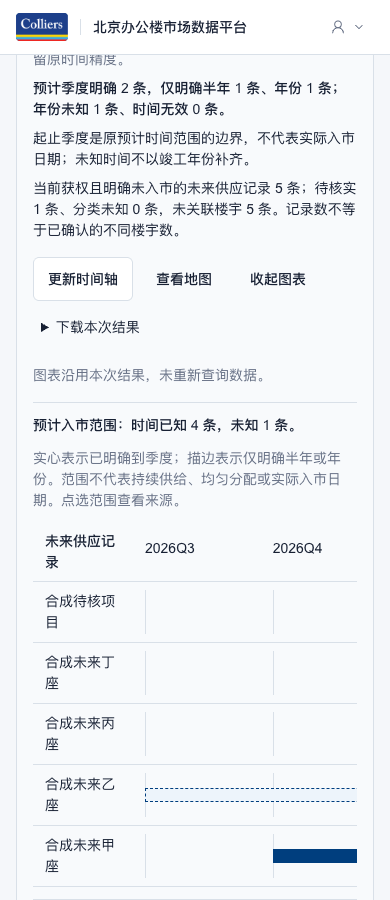 Colliers
北京办公楼市场数据平台
留原时间精度。
预计季度明确 2 条，仅明确半年 1 条、年份 1 条；
年份未知 1 条、时间无效 0 条。
起止季度是原预计时间范围的边界，不代表实际入市
日期；未知时间不以竣工年份补齐。
当前获权且明确未入市的未来供应记录 5 条；待核实
1 条、分类未知 0 条，未关联楼宇 5 条。记录数不等
于已确认的不同楼宇数。
更新时间轴
查看地图
收起图表
▶ 下载本次结果
图表沿用本次结果，未重新查询数据。
预计入市范围：时间已知 4 条，未知 1 条。
实心表示已明确到季度；描边表示仅明确半年或年
份。范围不代表持续供给、均匀分配或实际入市日
期。点选范围查看来源。
未来供应记
录
2026Q3
2026Q4
合成待核项
目
合成未来丁
座
合成未来丙
座
合成未来乙
座
合成未来甲
座